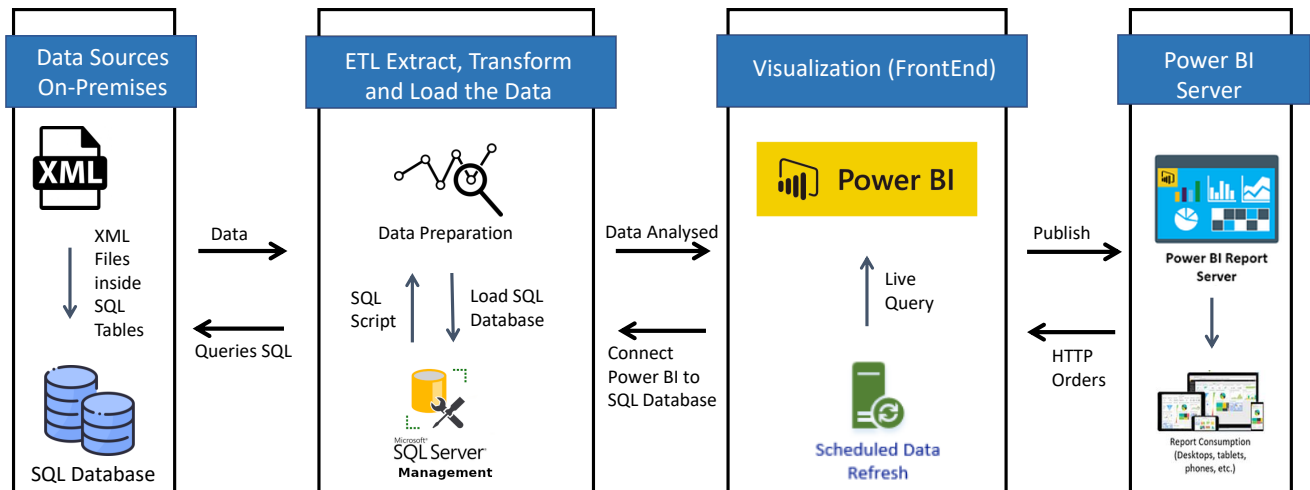 Data Sources
On-Premises
XML
XML
Files
inside
SQL
Tables
SQL Database
Data
Queries SQL
ETL Extract, Transform
and Load the Data
Data Preparation
SQL
Script
Load SQL
Database
Microsoft®
SQL Server
Management
Data Analysed
Connect
Power BI to
SQL Database
Visualization (FrontEnd)
Power BI
Live
Query
Scheduled Data
Refresh
Publish
HTTP
Orders
Power BI
Server
Power BI Report
Server
Report Consumption
(Desktops, tablets,
phones, etc.)